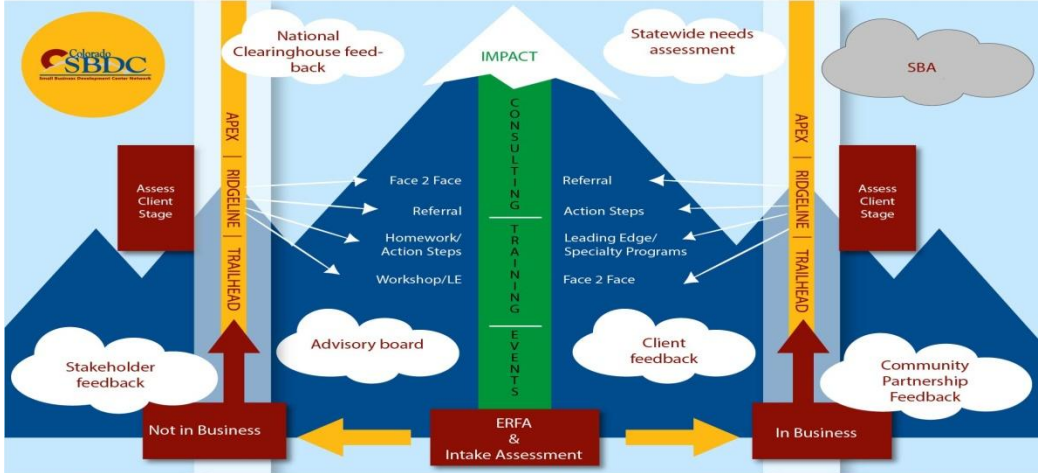 Colorado
SBDC
Small Business Development Center Network
National
Clearinghouse feed-
back
IMPACT
Statewide needs
assessment
SBA
APEX | RIDGELINE | TRAILHEAD
Assess
Client
Stage
Face 2 Face
Referral
Homework/
Action Steps
Workshop/LE
CONSULTING
TRAINING
EVENTS
Referral
Action Steps
Leading Edge/
Specialty Programs
Face 2 Face
APEX | RIDGELINE | TRAILHEAD
Assess
Client
Stage
Stakeholder
feedback
Advisory board
Client
feedback
Community
Partnership
Feedback
Not in Business
ERFA
&
Intake Assessment
In Business